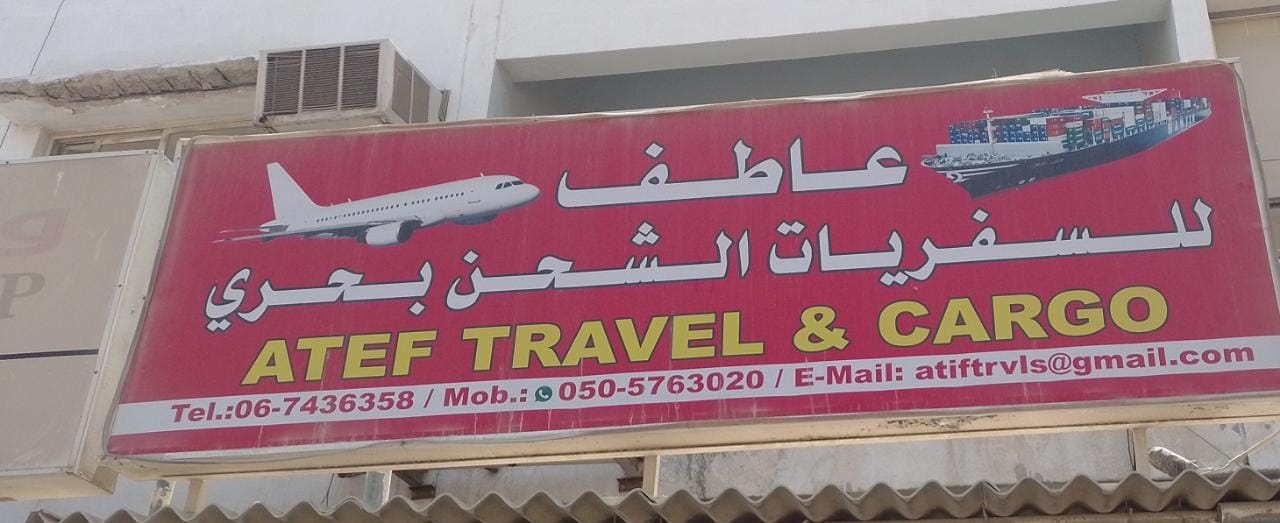 عاطف
للسفريات الشحن بحري
ATEF TRAVEL & CARGO
Tel.:06-7436358 / Mob.: 050-5763020 / E-Mail: atiftrvls@gmail.com
و
P